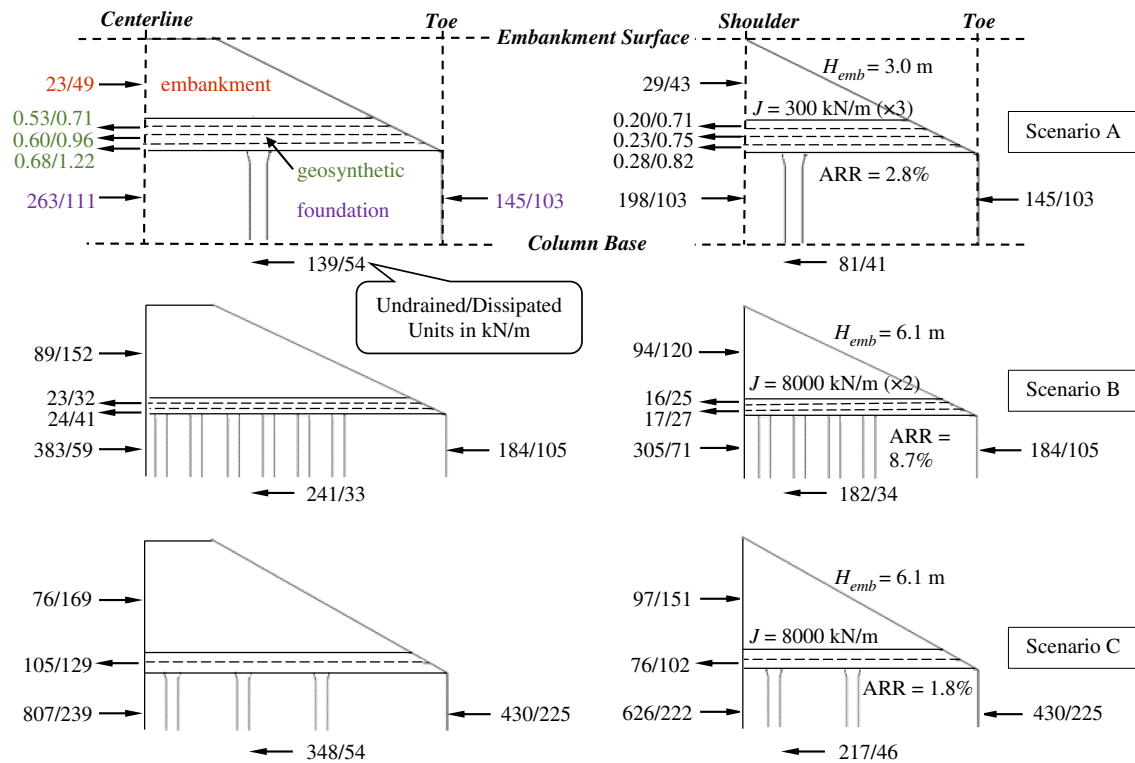 Centerline
Toe
Shoulder
Toe
Embankment Surface
23/49
embankment
29/43
H_emb = 3.0 m
0.53/0.71
0.60/0.96
0.68/1.22
geosynthetic
J = 300 kN/m (×3)
0.20/0.71
0.23/0.75
0.28/0.82
Scenario A
ARR = 2.8%
263/111
foundation
145/103
198/103
145/103
Column Base
139/54
81/41
Undrained/Dissipated
Units in kN/m
89/152
94/120
H_emb = 6.1 m
23/32
24/41
J = 8000 kN/m (×2)
16/25
17/27
Scenario B
383/59
184/105
305/71
ARR =
8.7%
184/105
241/33
182/34
76/169
97/151
H_emb = 6.1 m
105/129
J = 8000 kN/m
76/102
Scenario C
ARR = 1.8%
807/239
430/225
626/222
430/225
348/54
217/46